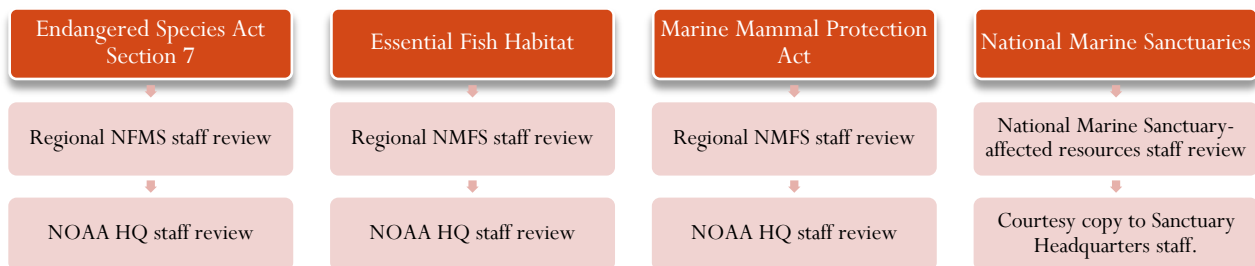 Endangered Species Act
Section 7
Regional NFMS staff review
NOAA HQ staff review
Essential Fish Habitat
Regional NMFS staff review
NOAA HQ staff review
Marine Mammal Protection
Act
Regional NMFS staff review
NOAA HQ staff review
National Marine Sanctuaries
National Marine Sanctuary-
affected resources staff review
Courtesy copy to Sanctuary
Headquarters staff.